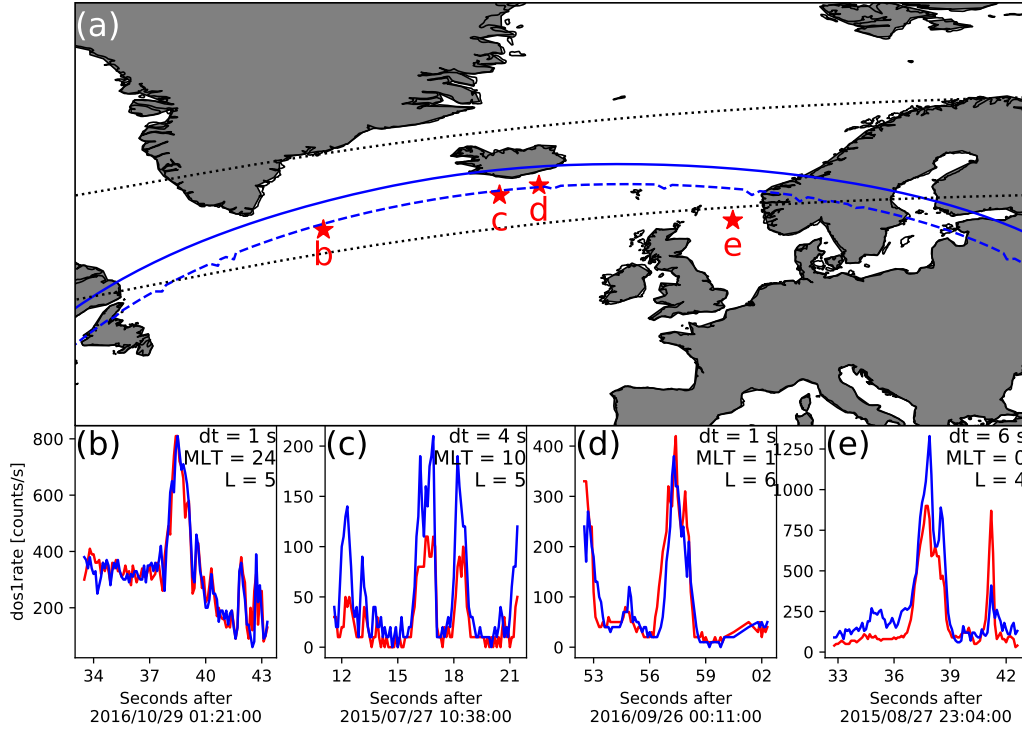 (a)
b
c
d
e
(b)
dt = 1 s
MLT = 24
L = 5
(c)
dt = 4 s
MLT = 10
L = 5
(d)
dt = 1 s
MLT = 1
L = 6
(e)
dt = 6 s
MLT = 0
L = 4
dos1rate [counts/s]
800
600
400
200
34 37 40 43
Seconds after
2016/10/29 01:21:00
200
150
100
50
0
12 15 18 21
Seconds after
2015/07/27 10:38:00
400
300
200
100
0
53 56 59 02
Seconds after
2016/09/26 00:11:00
1250
1000
750
500
250
0
33 36 39 42
Seconds after
2015/08/27 23:04:00